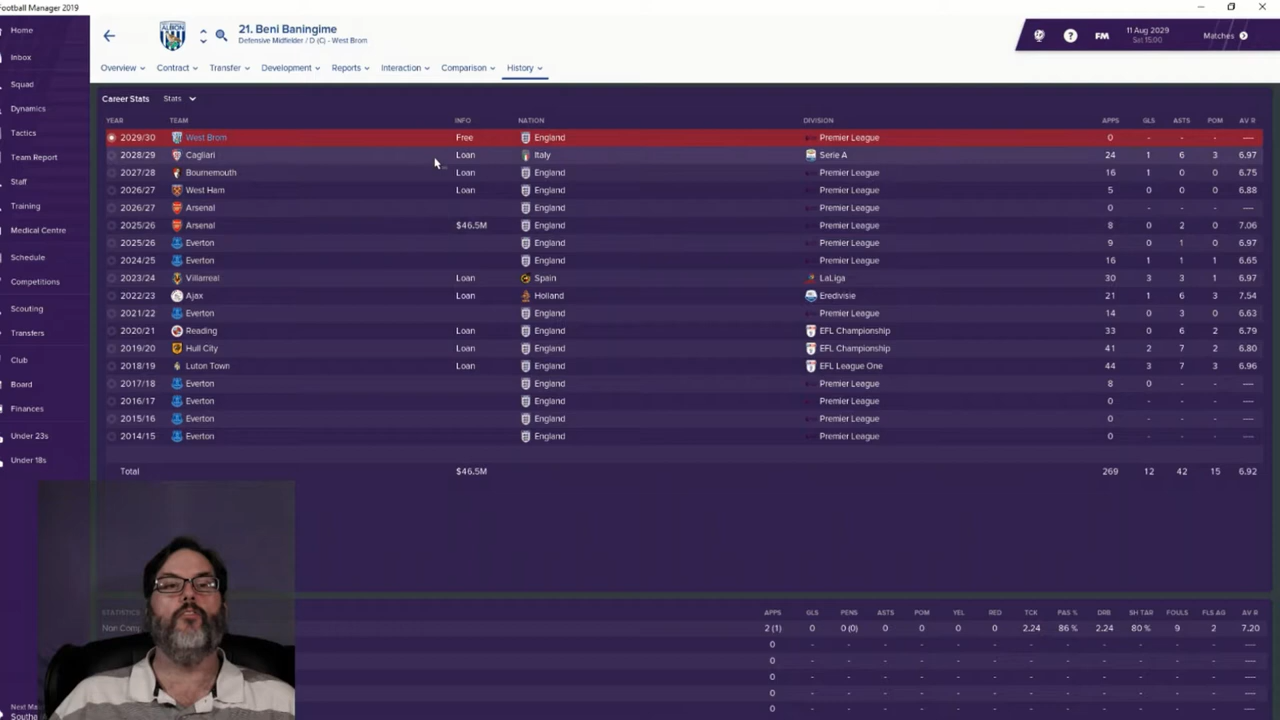 Football Manager 2019
Home
Inbox
Squad
Dynamics
Tactics
Team Report
Staff
Training
Medical Centre
Schedule
Competitions
Scouting
Transfers
Club
Board
Finances
Under 23s
Under 18s
ALBION
21. Beni Baningime
Defensive Midfielder / D (C) - West Brom
? FM 11 Aug 2029 Matches
Sat 15:00
Overview Contract Transfer Development Reports Interaction Comparison History
Career Stats Stats
YEAR TEAM INFO NATION DIVISION APPS GLS ASTS POM AV R
2029/30 West Brom Free England Premier League 0 - - - ---
2028/29 Cagliari Loan Italy Serie A 24 1 6 3 6.97
2027/28 Bournemouth Loan England Premier League 16 1 0 0 6.75
2026/27 West Ham Loan England Premier League 5 0 0 0 6.88
2026/27 Arsenal England Premier League 0 - - - ---
2025/26 Arsenal $46.5M England Premier League 8 0 2 0 7.06
2025/26 Everton England Premier League 9 0 1 0 6.97
2024/25 Everton England Premier League 16 1 1 1 6.65
2023/24 Villarreal Loan Spain LaLiga 30 3 3 1 6.97
2022/23 Ajax Loan Holland Eredivisie 21 1 6 3 7.54
2021/22 Everton England Premier League 14 0 3 0 6.63
2020/21 Reading Loan England EFL Championship 33 0 6 2 6.79
2019/20 Hull City Loan England EFL Championship 41 2 7 2 6.80
2018/19 Luton Town Loan England EFL League One 44 3 7 3 6.96
2017/18 Everton England Premier League 8 0 - - ---
2016/17 Everton England Premier League 0 - - - ---
2015/16 Everton England Premier League 0 - - - ---
2014/15 Everton England Premier League 0 - - - ---
Total $46.5M 269 12 42 15 6.92
STATISTICS APPS GLS PENS ASTS POM YEL RED TCK PAS % DRB SH TAR FOULS FLS AG AV R
Non Comp 2 (1) 0 0 (0) 0 0 0 0 2.24 86 % 2.24 80 % 9 2 7.20
0 - - - - - - - - - - - - ---
0 - - - - - - - - - - - - ---
0 - - - - - - - - - - - - ---
0 - - - - - - - - - - - - ---
0 - - - - - - - - - - - - ---
Next Ma
Southa